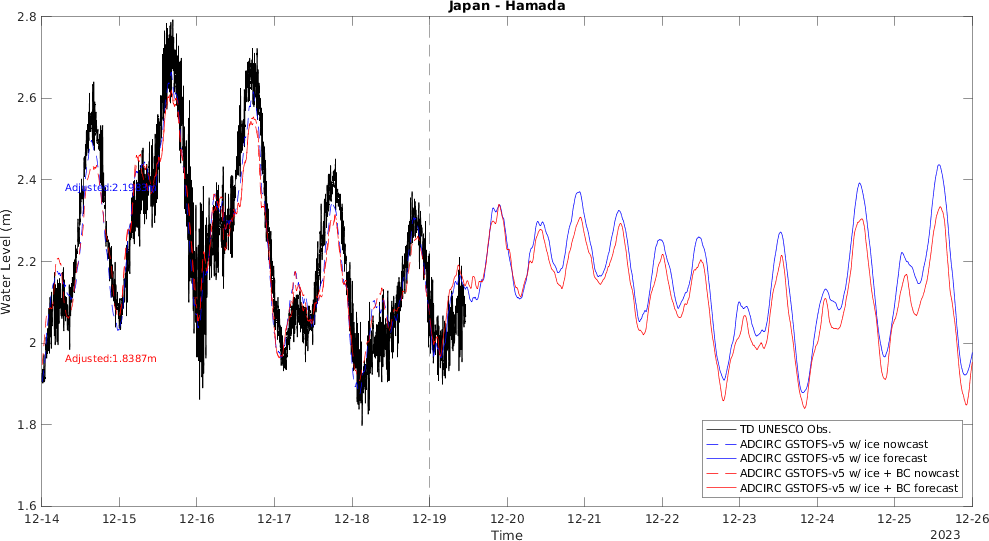 Japan - Hamada
2.8
2.6
2.4
2.2
2
1.8
1.6
Water Level (m)
Adjusted:1.8387m
TD UNESCO Obs.
ADCIRC GSTOFS-v5 w/ ice nowcast
ADCIRC GSTOFS-v5 w/ ice forecast
ADCIRC GSTOFS-v5 w/ ice + BC nowcast
ADCIRC GSTOFS-v5 w/ ice + BC forecast
12-14 12-15 12-16 12-17 12-18 12-19 12-20 12-21 12-22 12-23 12-24 12-25 12-26
Time
2023